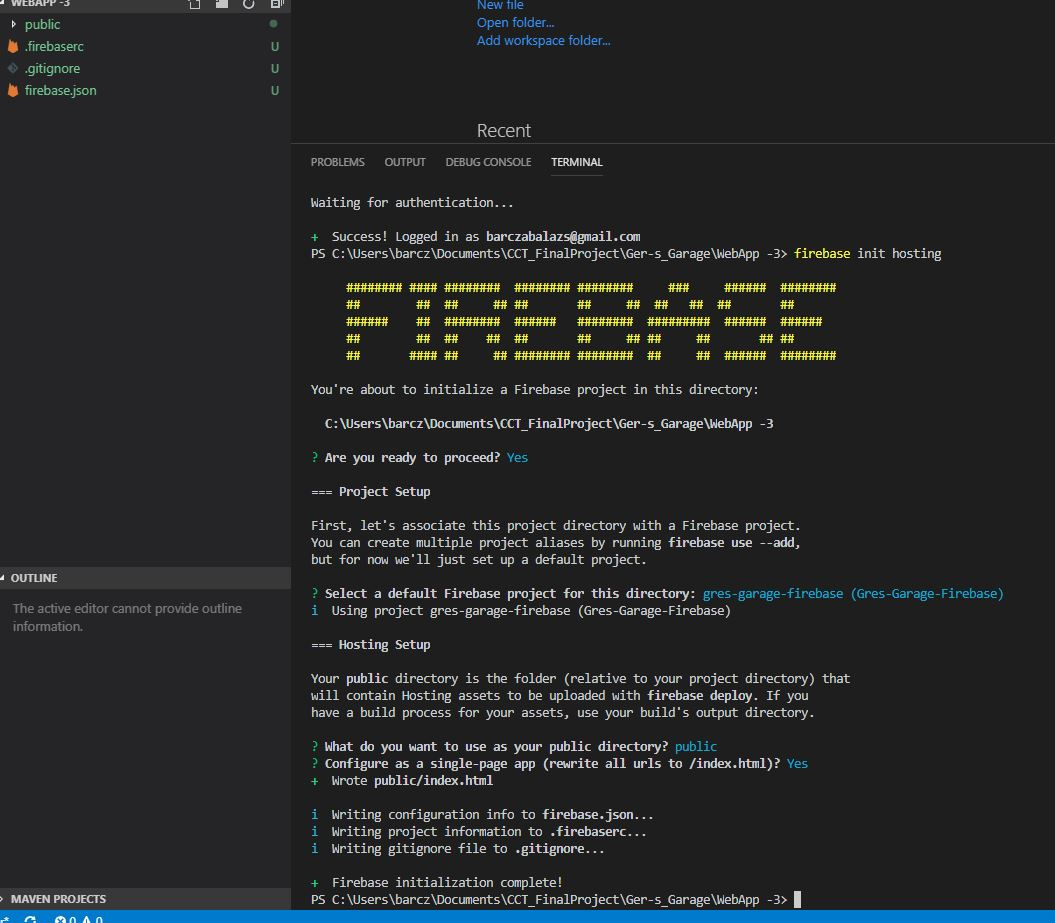 WEBAPP -3
public
.firebaserc U
.gitignore U
firebase.json U
OUTLINE
The active editor cannot provide outline
information.
MAVEN PROJECTS
0 0
New file
Open folder...
Add workspace folder...
Recent
PROBLEMS OUTPUT DEBUG CONSOLE TERMINAL
Waiting for authentication...
+ Success! Logged in as barczabalazs@gmail.com
PS C:\Users\barcz\Documents\CCT_FinalProject\Ger-s_Garage\WebApp -3> firebase init hosting
FIREBASE
You're about to initialize a Firebase project in this directory:
C:\Users\barcz\Documents\CCT_FinalProject\Ger-s_Garage\WebApp -3
? Are you ready to proceed? Yes
=== Project Setup
First, let's associate this project directory with a Firebase project.
You can create multiple project aliases by running firebase use --add,
but for now we'll just set up a default project.
? Select a default Firebase project for this directory: gres-garage-firebase (Gres-Garage-Firebase)
i Using project gres-garage-firebase (Gres-Garage-Firebase)
=== Hosting Setup
Your public directory is the folder (relative to your project directory) that
will contain Hosting assets to be uploaded with firebase deploy. If you
have a build process for your assets, use your build's output directory.
? What do you want to use as your public directory? public
? Configure as a single-page app (rewrite all urls to /index.html)? Yes
+ Wrote public/index.html
i Writing configuration info to firebase.json...
i Writing project information to .firebaserc...
i Writing gitignore file to .gitignore...
+ Firebase initialization complete!
PS C:\Users\barcz\Documents\CCT_FinalProject\Ger-s_Garage\WebApp -3>